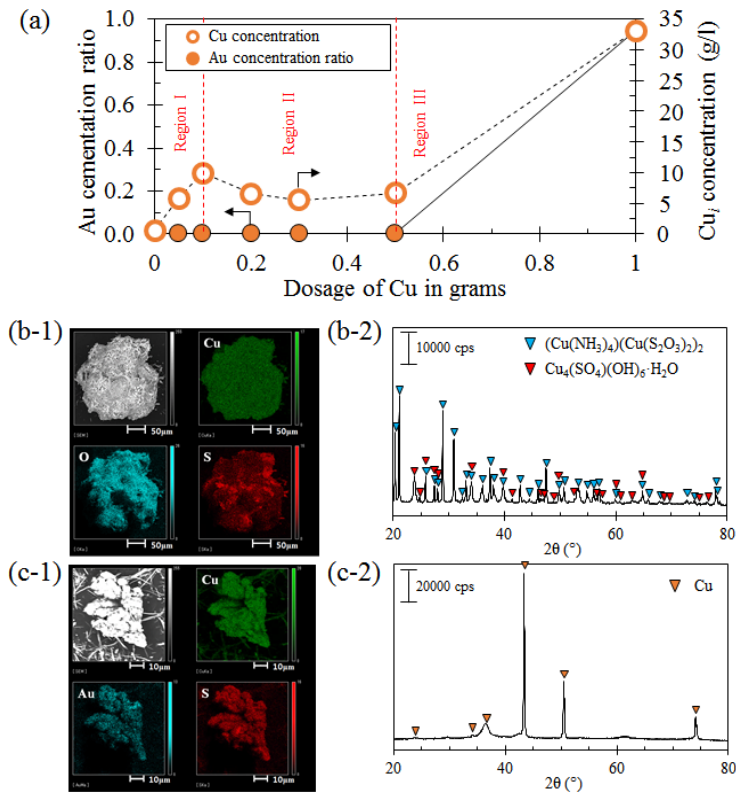 (a)
Cu concentration
Au concentration ratio
Region I
Region II
Region III
Au cementation ratio
1.0
0.8
0.6
0.4
0.2
0.0
35
30
25
20
15
10
5
0
Cui concentration (g/l)
0 0.2 0.4 0.6 0.8 1
Dosage of Cu in grams
(b-1)
Cu
50μm 50μm
O S
50μm 50μm
(b-2)
10000 cps
(Cu(NH3)4)(Cu(S2O3)2)2
Cu4(SO4)(OH)6·H2O
20 40 60 80
2θ (°)
(c-1)
Cu
10μm 10μm
Au S
10μm 10μm
(c-2)
20000 cps
Cu
20 40 60 80
2θ (°)